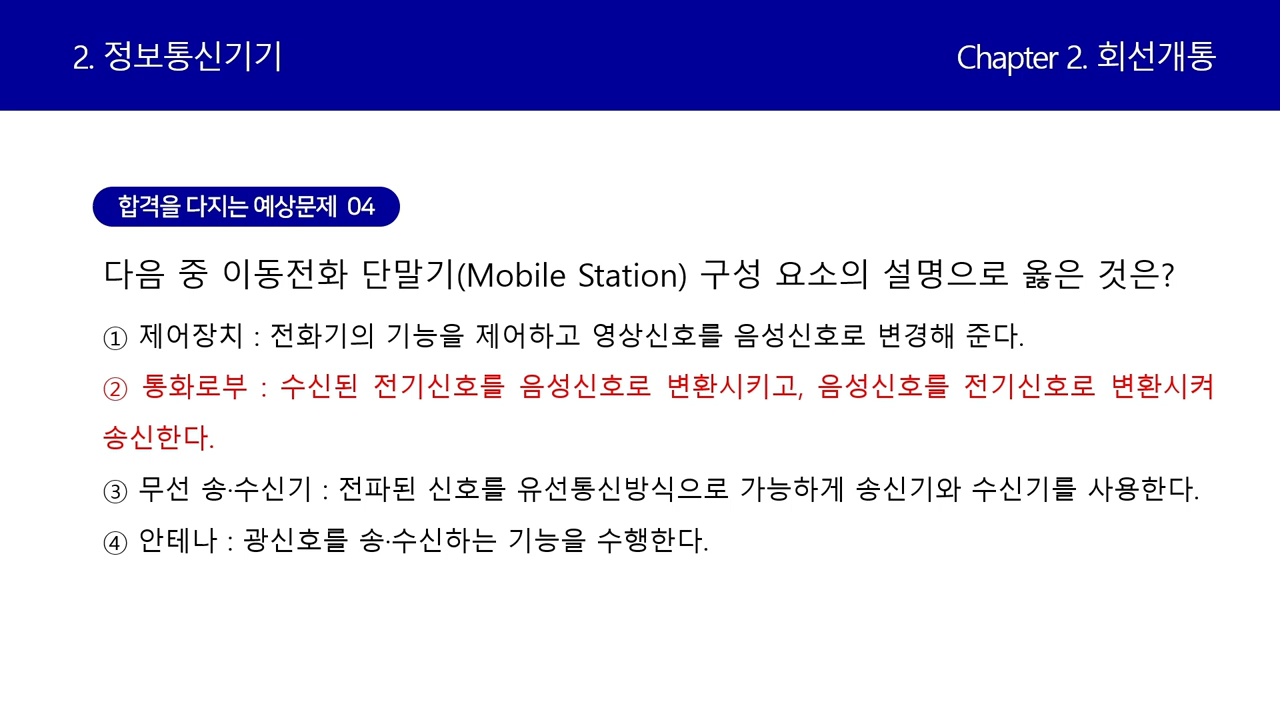 2. 정보통신기기
Chapter 2. 회선개통
합격을 다지는 예상문제 04
다음 중 이동전화 단말기(Mobile Station) 구성 요소의 설명으로 옳은 것은?
① 제어장치 : 전화기의 기능을 제어하고 영상신호를 음성신호로 변경해 준다.
② 통화로부 : 수신된 전기신호를 음성신호로 변환시키고, 음성신호를 전기신호로 변환시켜
송신한다.
③ 무선 송·수신기 : 전파된 신호를 유선통신방식으로 가능하게 송신기와 수신기를 사용한다.
④ 안테나 : 광신호를 송·수신하는 기능을 수행한다.